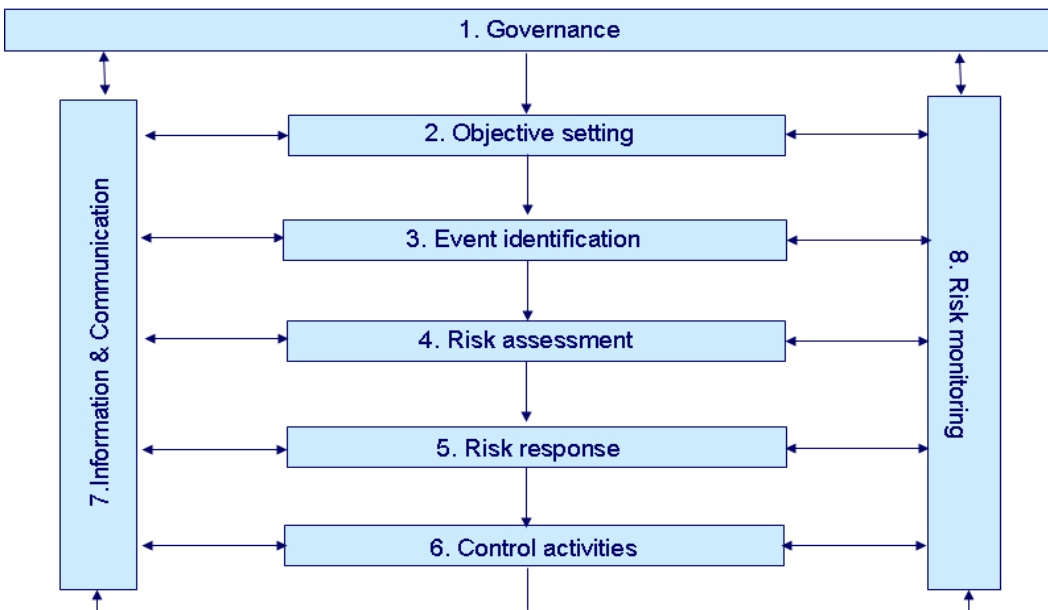 1. Governance
2. Objective setting
3. Event identification
4. Risk assessment
5. Risk response
6. Control activities
7.Information & Communication
8. Risk monitoring